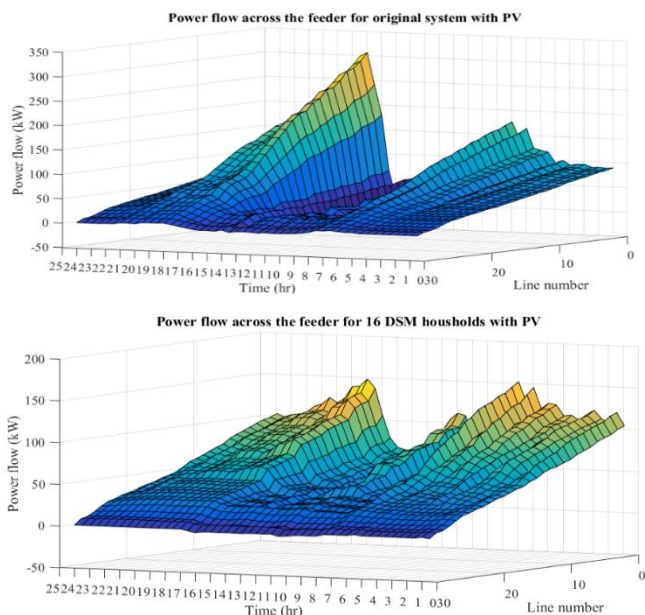 Power flow across the feeder for original system with PV
350
300
250
200
150
100
50
0
-50
Power flow (kW)
25 24 23 22 21 20 19 18 17 16 15 14 13 12 11 10 9 8 7 6 5 4 3 2 1 0
Time (hr)
30 20 10 0
Line number
Power flow across the feeder for 16 DSM housholds with PV
200
150
100
50
0
-50
Power flow (kW)
25 24 23 22 21 20 19 18 17 16 15 14 13 12 11 10 9 8 7 6 5 4 3 2 1 0
Time (hr)
30 20 10 0
Line number